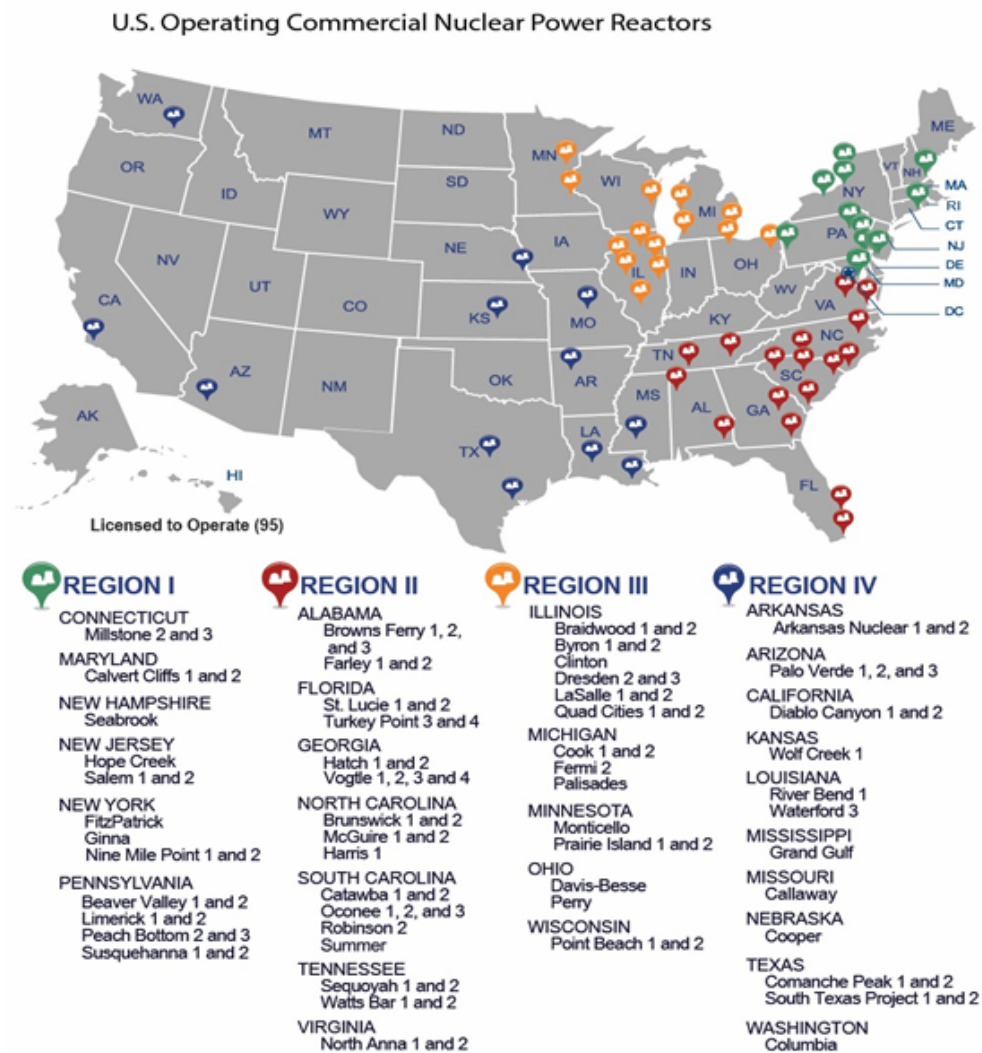 U.S. Operating Commercial Nuclear Power Reactors
WA
MT
ND
MN
ME
OR
ID
SD
WI
VT
NH
WY
MI
NY
MA
RI
CT
NV
NE
IA
PA
NJ
UT
IL
IN
OH
DE
CA
CO
WV
MD
KS
MO
KY
VA
DC
AZ
NM
OK
AR
TN
NC
SC
MS
AL
GA
AK
TX
LA
HI
FL
Licensed to Operate (95)
REGION I
CONNECTICUT
Millstone 2 and 3
MARYLAND
Calvert Cliffs 1 and 2
NEW HAMPSHIRE
Seabrook
NEW JERSEY
Hope Creek
Salem 1 and 2
NEW YORK
FitzPatrick
Ginna
Nine Mile Point 1 and 2
PENNSYLVANIA
Beaver Valley 1 and 2
Limerick 1 and 2
Peach Bottom 2 and 3
Susquehanna 1 and 2
REGION II
ALABAMA
Browns Ferry 1, 2,
and 3
Farley 1 and 2
FLORIDA
St. Lucie 1 and 2
Turkey Point 3 and 4
GEORGIA
Hatch 1 and 2
Vogtle 1, 2, 3 and 4
NORTH CAROLINA
Brunswick 1 and 2
McGuire 1 and 2
Harris 1
SOUTH CAROLINA
Catawba 1 and 2
Oconee 1, 2, and 3
Robinson 2
Summer
TENNESSEE
Sequoyah 1 and 2
Watts Bar 1 and 2
VIRGINIA
North Anna 1 and 2
REGION III
ILLINOIS
Braidwood 1 and 2
Byron 1 and 2
Clinton
Dresden 2 and 3
LaSalle 1 and 2
Quad Cities 1 and 2
MICHIGAN
Cook 1 and 2
Fermi 2
Palisades
MINNESOTA
Monticello
Prairie Island 1 and 2
OHIO
Davis-Besse
Perry
WISCONSIN
Point Beach 1 and 2
REGION IV
ARKANSAS
Arkansas Nuclear 1 and 2
ARIZONA
Palo Verde 1, 2, and 3
CALIFORNIA
Diablo Canyon 1 and 2
KANSAS
Wolf Creek 1
LOUISIANA
River Bend 1
Waterford 3
MISSISSIPPI
Grand Gulf
MISSOURI
Callaway
NEBRASKA
Cooper
TEXAS
Comanche Peak 1 and 2
South Texas Project 1 and 2
WASHINGTON
Columbia